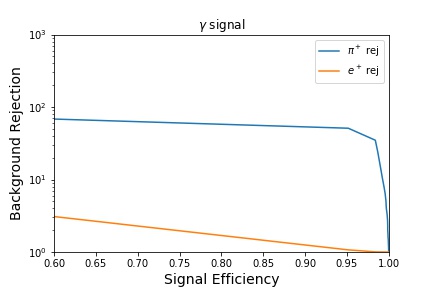 γ signal
Background Rejection
10³
10²
10¹
10⁰
π⁺ rej
e⁺ rej
0.60 0.65 0.70 0.75 0.80 0.85 0.90 0.95 1.00
Signal Efficiency